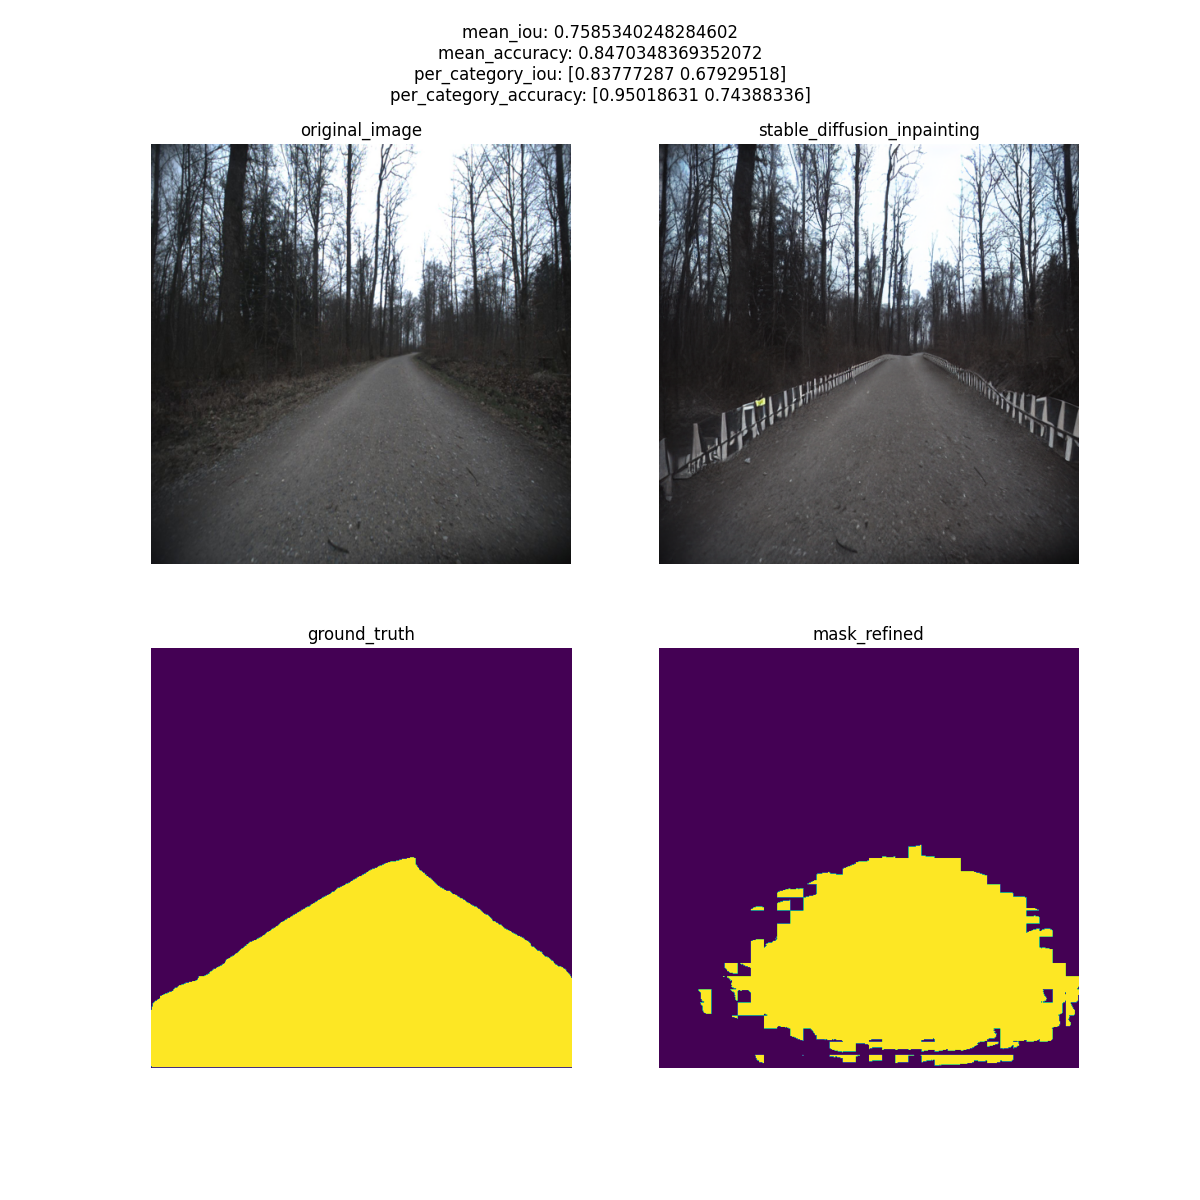 mean_iou: 0.7585340248284602
mean_accuracy: 0.8470348369352072
per_category_iou: [0.83777287 0.67929518]
per_category_accuracy: [0.95018631 0.74388336]
original_image
stable_diffusion_inpainting
ground_truth
mask_refined